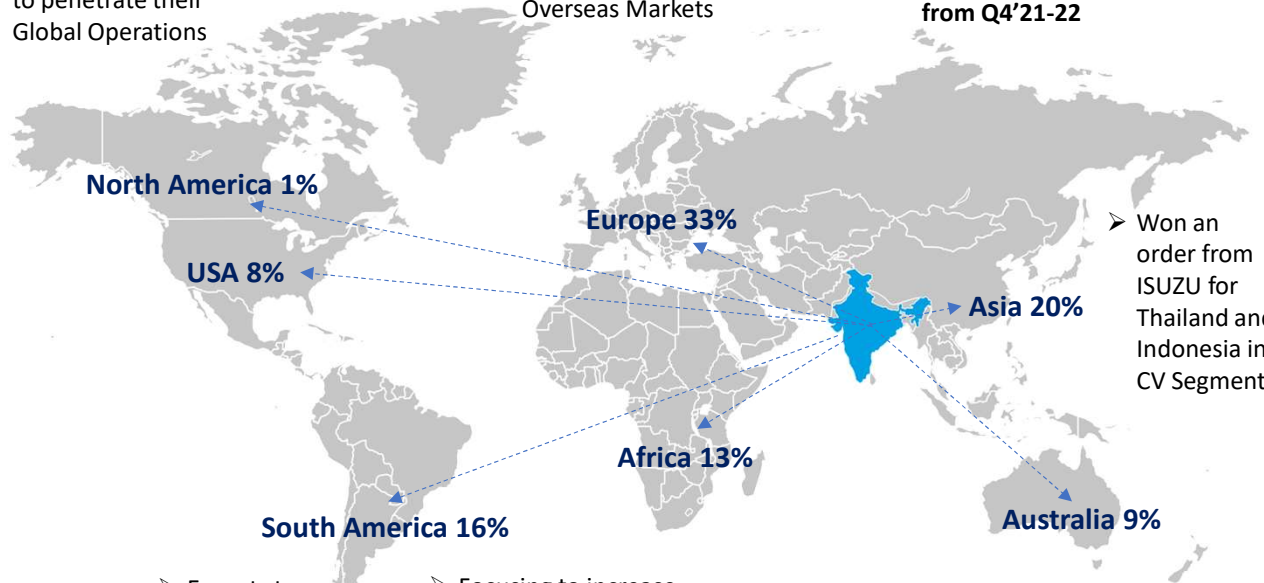 to penetrate their
Global Operations
Overseas Markets
from Q4'21-22
North America 1%
Europe 33%
USA 8%
Asia 20%
➢ Won an
order from
ISUZU for
Thailand and
Indonesia in
CV Segment
Africa 13%
South America 16%
Australia 9%
➢ Focusing to increase